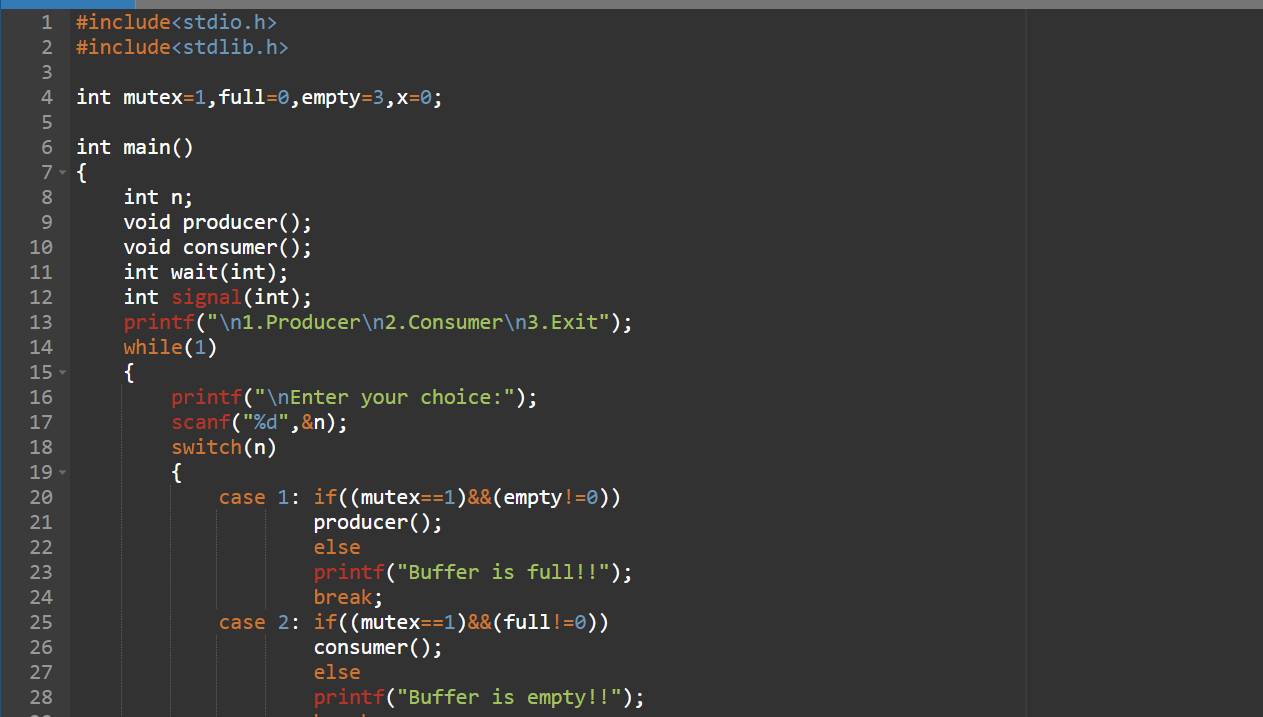 1 #include<stdio.h>
2 #include<stdlib.h>
3
4 int mutex=1,full=0,empty=3,x=0;
5
6 int main()
7 {
8     int n;
9     void producer();
10     void consumer();
11     int wait(int);
12     int signal(int);
13     printf("\n1.Producer\n2.Consumer\n3.Exit");
14     while(1)
15     {
16         printf("\nEnter your choice:");
17         scanf("%d",&n);
18         switch(n)
19         {
20             case 1: if((mutex==1)&&(empty!=0))
21                     producer();
22                     else
23                     printf("Buffer is full!!");
24                     break;
25             case 2: if((mutex==1)&&(full!=0))
26                     consumer();
27                     else
28                     printf("Buffer is empty!!");